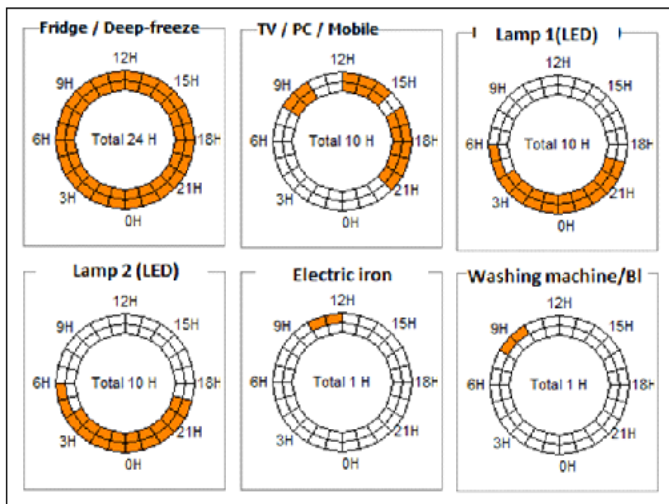 Fridge / Deep-freeze
12H
9H
15H
6H
Total 24 H
18H
3H
21H
0H
TV / PC / Mobile
12H
9H
15H
6H
Total 10 H
18H
3H
21H
0H
Lamp 1(LED)
12H
9H
15H
6H
Total 10 H
18H
3H
21H
0H
Lamp 2 (LED)
12H
9H
15H
6H
Total 10 H
18H
3H
21H
0H
Electric iron
12H
9H
15H
6H
Total 1 H
18H
3H
21H
0H
Washing machine/Bl
12H
9H
15H
6H
Total 1 H
18H
3H
21H
0H